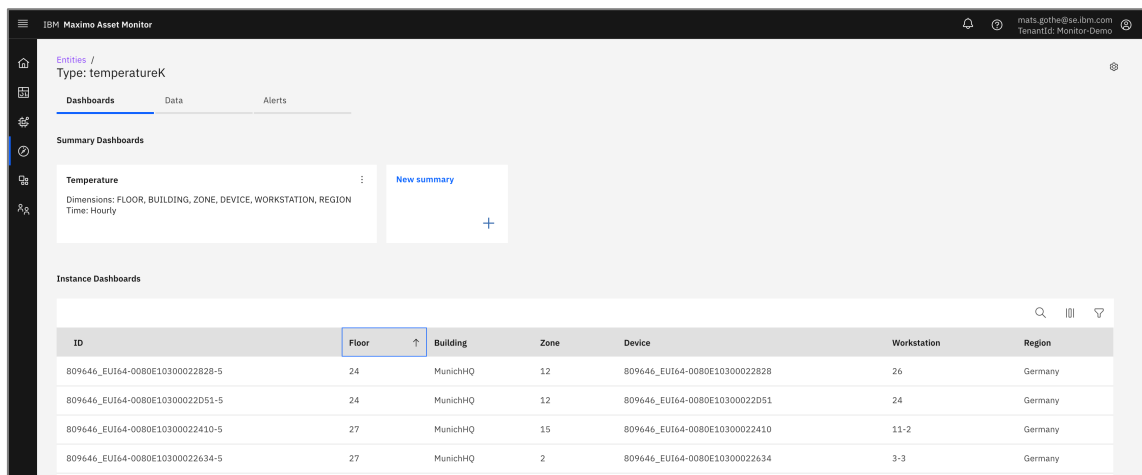 IBM Maximo Asset Monitor
mats.gothe@se.ibm.com
TenantId: Monitor-Demo
Entities /
Type: temperatureK
Dashboards Data Alerts
Summary Dashboards
Temperature
Dimensions: FLOOR, BUILDING, ZONE, DEVICE, WORKSTATION, REGION
Time: Hourly
New summary
Instance Dashboards
ID Floor Building Zone Device Workstation Region
809646_EUI64-0080E10300022828-5 24 MunichHQ 12 809646_EUI64-0080E10300022828 26 Germany
809646_EUI64-0080E10300022D51-5 24 MunichHQ 12 809646_EUI64-0080E10300022D51 24 Germany
809646_EUI64-0080E10300022410-5 27 MunichHQ 15 809646_EUI64-0080E10300022410 11-2 Germany
809646_EUI64-0080E10300022634-5 27 MunichHQ 2 809646_EUI64-0080E10300022634 3-3 Germany